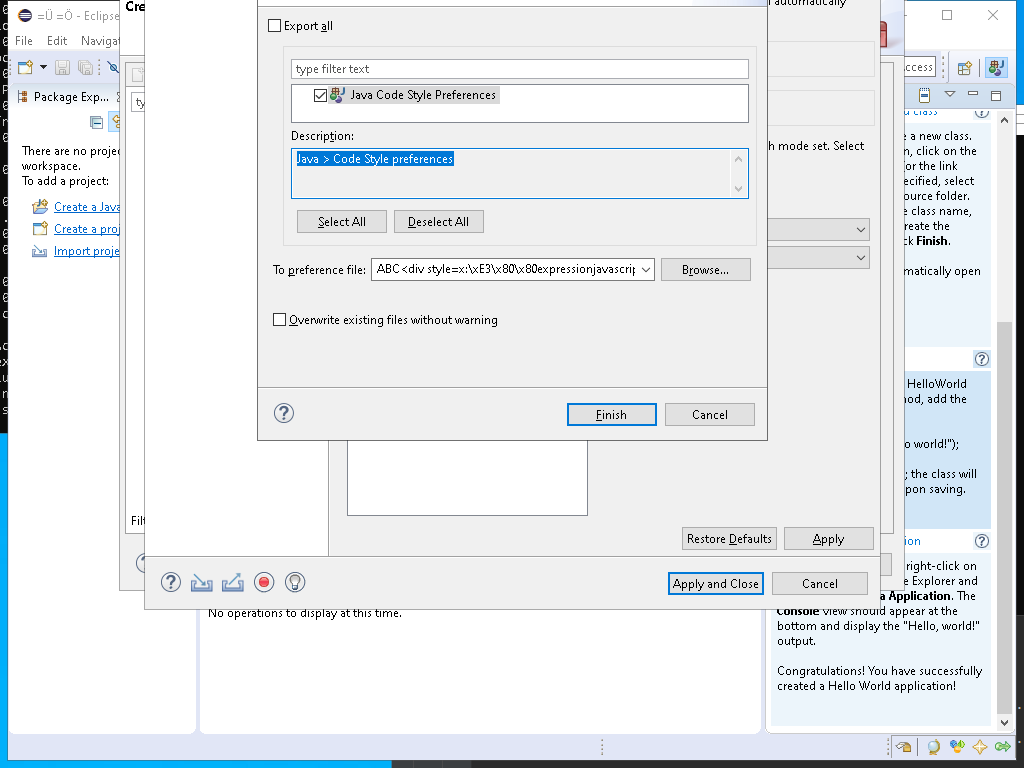 =Ü =Ö - Eclipse
Cre
automatically
File Edit Navigat
Export all
type filter text
Java Code Style Preferences
Description:
Java > Code Style preferences
Select All
Deselect All
To preference file:
ABC<div style=x:\xE3\x80\x80expressionjavascrip
Browse...
Overwrite existing files without warning
Finish
Cancel
Package Exp...
There are no proje
workspace.
To add a project:
Create a Java
Create a proj
Import proje
h mode set. Select
ccess
e a new class.
n, click on the
or the link
ecified, select
ource folder.
e class name,
reate the
k Finish.
matically open
HelloWorld
nod, add the
o world!");
; the class will
pon saving.
Restore Defaults
Apply
Apply and Close
Cancel
ion
right-click on
e Explorer and
a Application. The
Console view should appear at the
bottom and display the "Hello, world!"
output.
Congratulations! You have successfully
created a Hello World application!
No operations to display at this time.